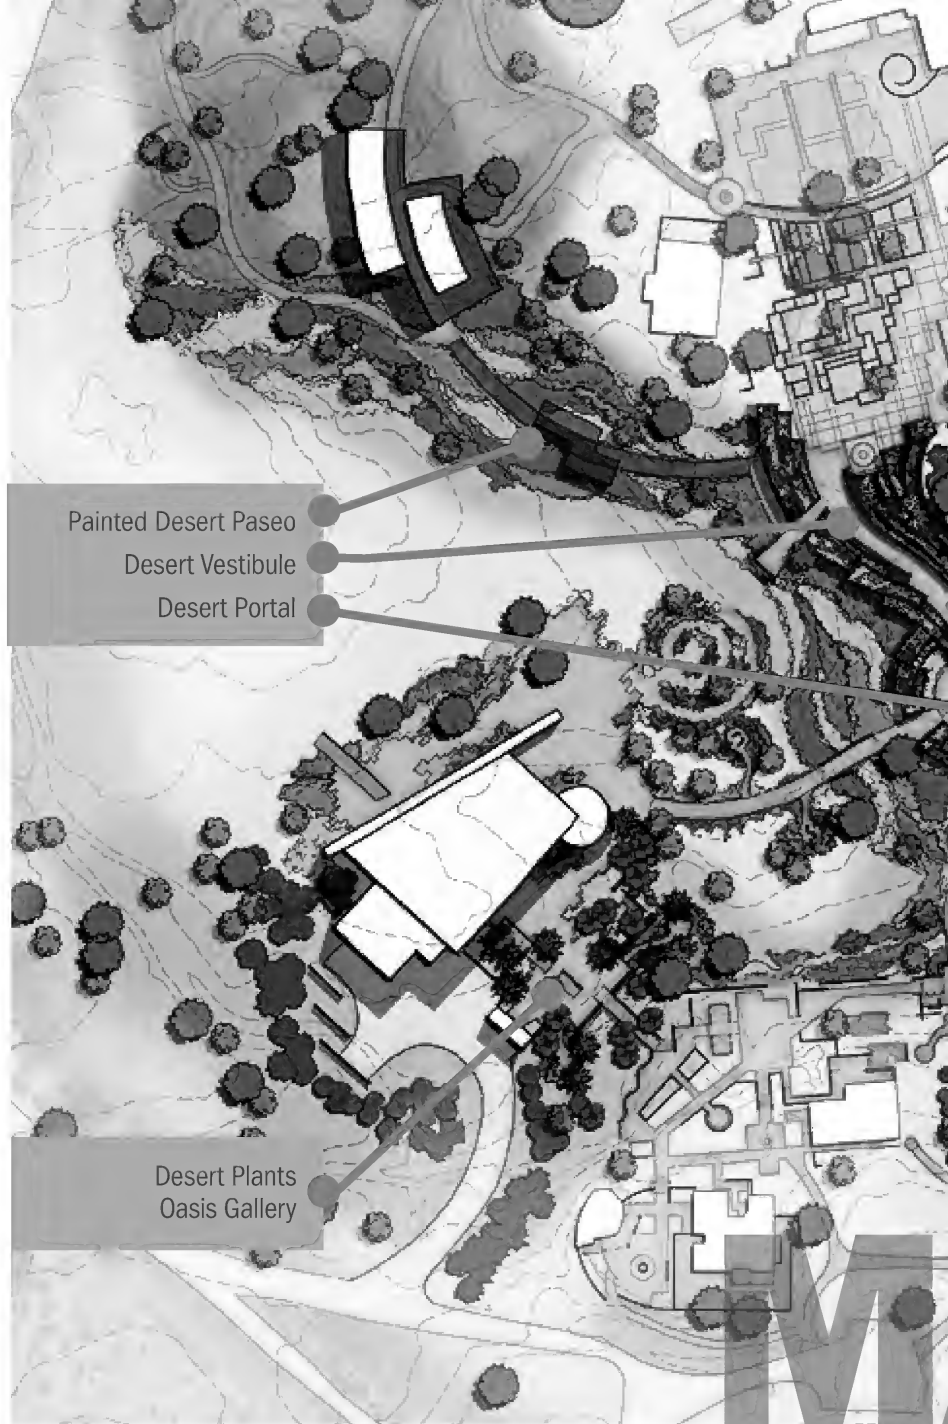 Painted Desert Paseo
Desert Vestibule
Desert Portal
Desert Plants
Oasis Gallery
M